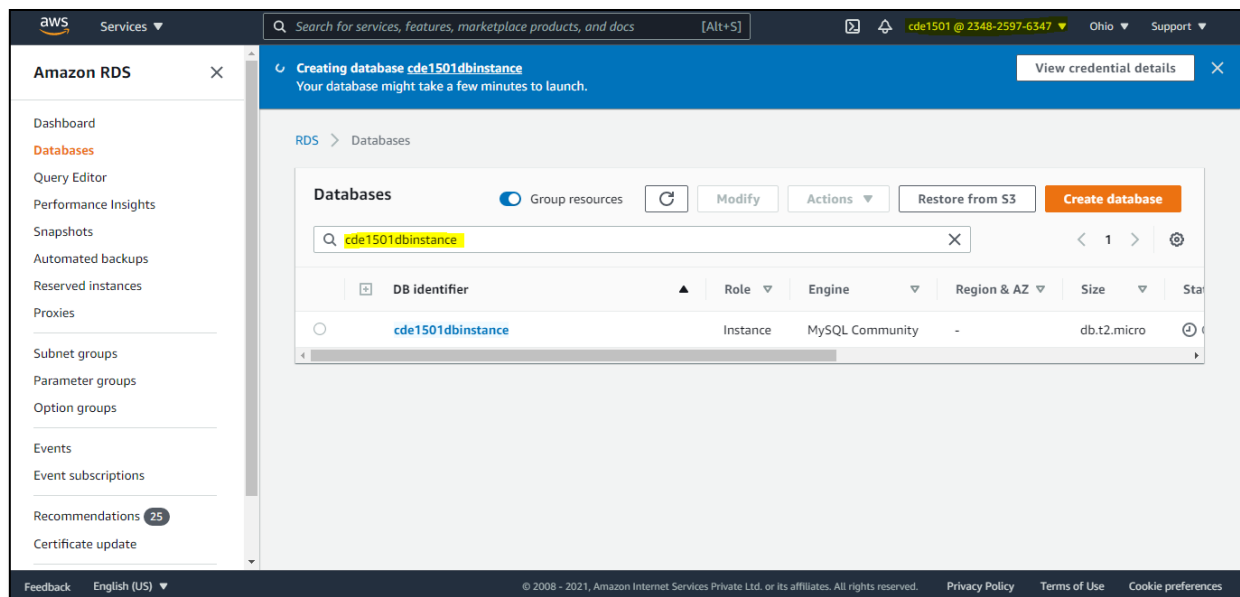 aws Services ▼ Search for services, features, marketplace products, and docs [Alt+S] cde1501 @ 2348-2597-6347 ▼ Ohio ▼ Support ▼
Amazon RDS
Creating database cde1501dbinstance
Your database might take a few minutes to launch.
View credential details
Dashboard
Databases
Query Editor
Performance Insights
Snapshots
Automated backups
Reserved instances
Proxies
Subnet groups
Parameter groups
Option groups
Events
Event subscriptions
Recommendations 25
Certificate update
RDS > Databases
Databases Group resources Modify Actions ▼ Restore from S3 Create database
cde1501dbinstance
< 1 >
DB identifier ▲ Role Engine Region & AZ Size
cde1501dbinstance Instance MySQL Community - db.t2.micro
Feedback English (US) ▼ © 2008 - 2021, Amazon Internet Services Private Ltd. or its affiliates. All rights reserved. Privacy Policy Terms of Use Cookie preferences